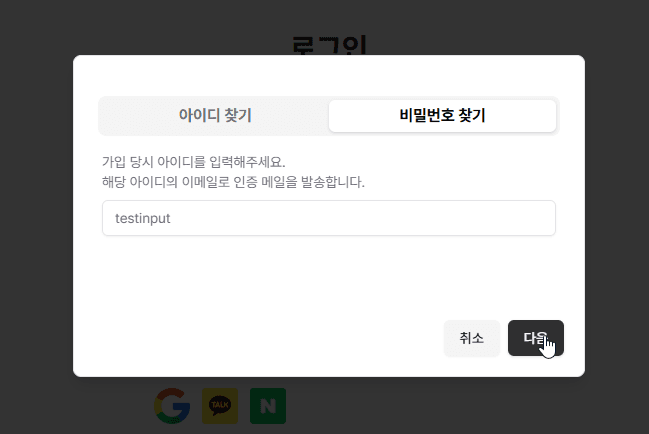 로그인
아이디 찾기
비밀번호 찾기
가입 당시 아이디를 입력해주세요.
해당 아이디의 이메일로 인증 메일을 발송합니다.
testinput
취소
다음
TALK
N